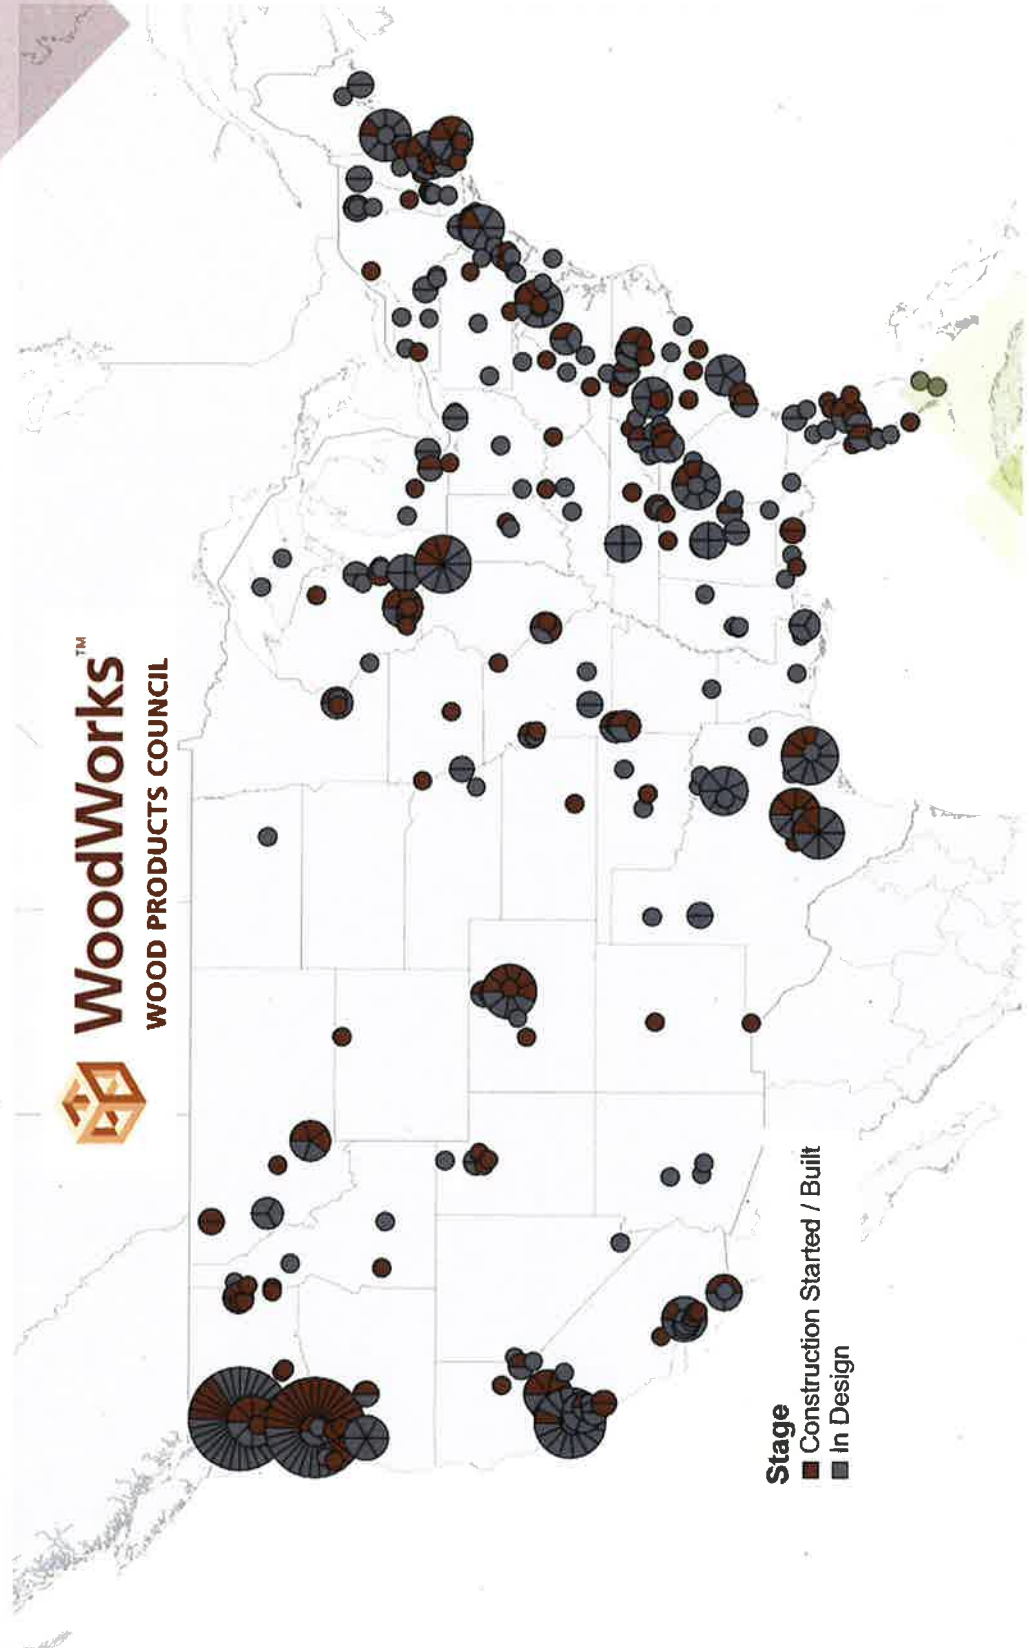 WoodWorks™
WOOD PRODUCTS COUNCIL
Stage
Construction Started / Built
In Design